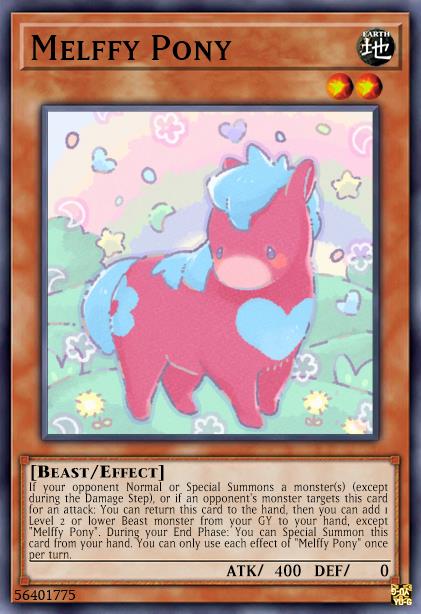 Melffy Pony
EARTH
地
[Beast/Effect]
If your opponent Normal or Special Summons a monster(s) (except
during the Damage Step), or if an opponent's monster targets this card
for an attack: You can return this card to the hand, then you can add 1
Level 2 or lower Beast monster from your GY to your hand, except
"Melffy Pony". During your End Phase: You can Special Summon this
card from your hand. You can only use each effect of "Melffy Pony" once
per turn.
ATK/ 400 DEF/ 0
56401775